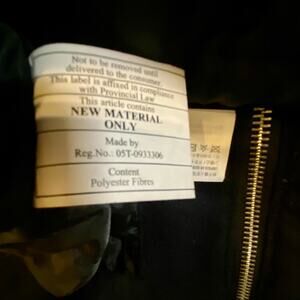 Not to be removed until
delivered to the consumer
This label is affixed in compliance
with Provincial Law
This article contains
NEW MATERIAL
ONLY
Made by
Reg.No.: 05T-0933306
Content
Polyester Fibres